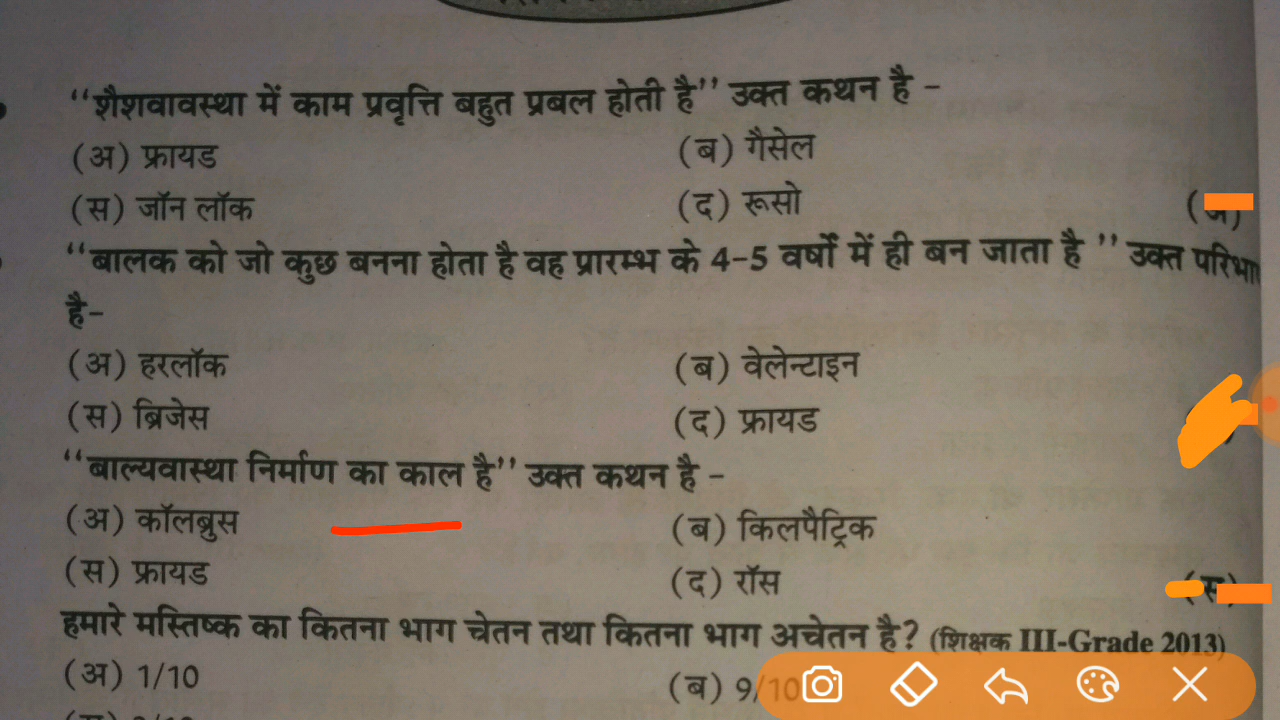 ‘‘शैशवावस्था में काम प्रवृत्ति बहुत प्रबल होती है’’ उक्त कथन है -
(अ) फ्रायड (ब) गैसेल
(स) जॉन लॉक (द) रूसो
‘‘बालक को जो कुछ बनना होता है वह प्रारम्भ के 4-5 वर्षों में ही बन जाता है ’’ उक्त
है-
(अ) हरलॉक (ब) वेलेन्टाइन
(स) ब्रिजेस (द) फ्रायड
‘‘बाल्यवास्था निर्माण का काल है’’ उक्त कथन है -
(अ) कॉलब्रुस (ब) किलपैट्रिक
(स) फ्रायड (द) रॉस (स)
हमारे मस्तिष्क का कितना भाग चेतन तथा कितना भाग अचेतन है? (शिक्षक III-Grade 2013)
(अ) 1/10 (ब) 9/10